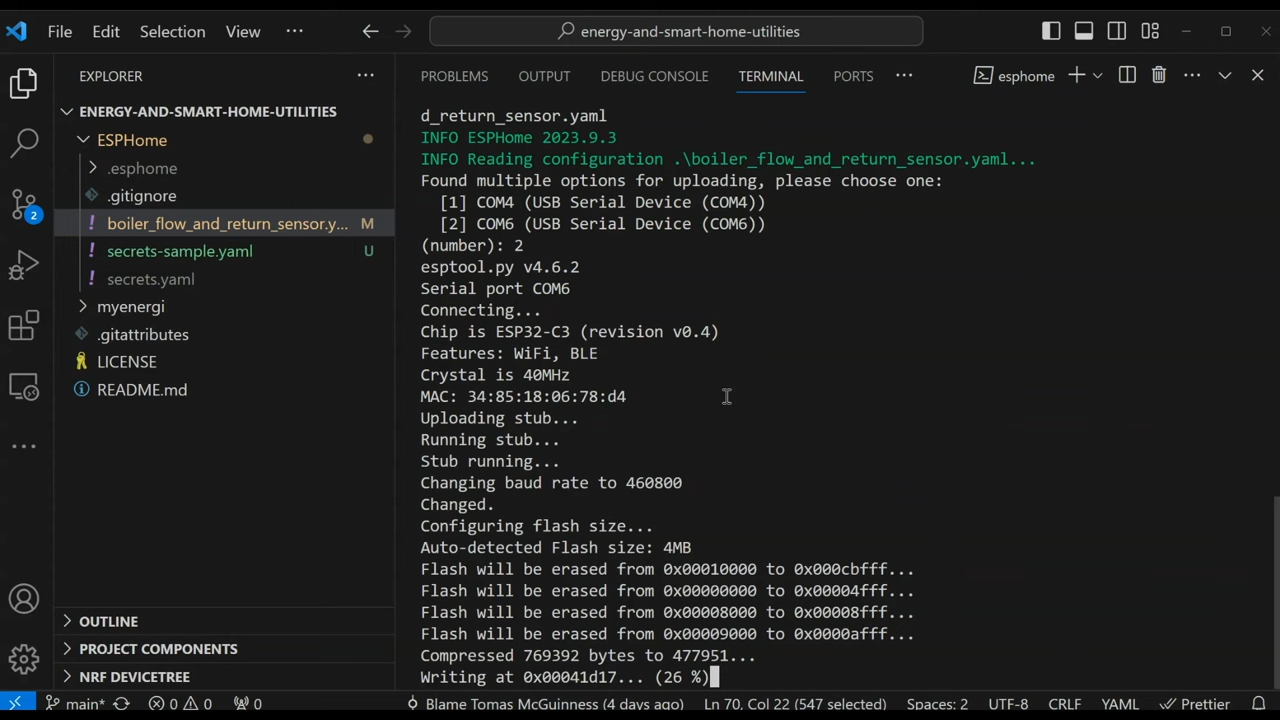 File Edit Selection View ··· energy-and-smart-home-utilities
EXPLORER ···
ENERGY-AND-SMART-HOME-UTILITIES
ESPHome
.esphome
.gitignore
boiler_flow_and_return_sensor.y... M
secrets-sample.yaml U
secrets.yaml
myenergi
.gitattributes
LICENSE
README.md
2
OUTLINE
PROJECT COMPONENTS
NRF DEVICETREE
PROBLEMS OUTPUT DEBUG CONSOLE TERMINAL PORTS ··· esphome
d_return_sensor.yaml
INFO ESPHome 2023.9.3
INFO Reading configuration .\boiler_flow_and_return_sensor.yaml...
Found multiple options for uploading, please choose one:
[1] COM4 (USB Serial Device (COM4))
[2] COM6 (USB Serial Device (COM6))
(number): 2
esptool.py v4.6.2
Serial port COM6
Connecting...
Chip is ESP32-C3 (revision v0.4)
Features: WiFi, BLE
Crystal is 40MHz
MAC: 34:85:18:06:78:d4
Uploading stub...
Running stub...
Stub running...
Changing baud rate to 460800
Changed.
Configuring flash size...
Auto-detected Flash size: 4MB
Flash will be erased from 0x00010000 to 0x000cbfff...
Flash will be erased from 0x00000000 to 0x00004fff...
Flash will be erased from 0x00008000 to 0x00008fff...
Flash will be erased from 0x00009000 to 0x0000afff...
Compressed 769392 bytes to 477951...
Writing at 0x00041d17... (26 %)
main* 0 0 0 Blame Tomas McGuinness (4 days ago) Ln 70, Col 22 (547 selected) Spaces: 2 UTF-8 CRLF YAML Prettier